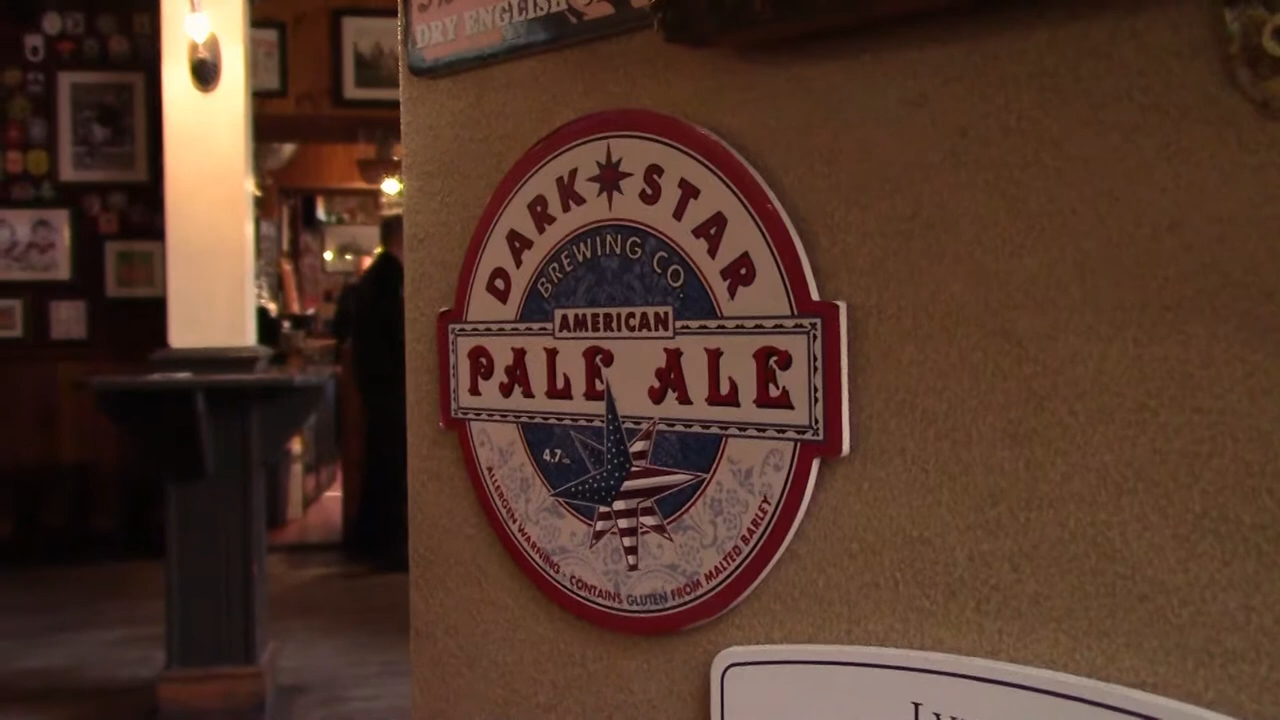 DRY ENGLISH
DARK STAR
BREWING CO.
AMERICAN
PALE ALE
4.7
ALLERGEN WARNING - CONTAINS GLUTEN FROM MALTED BARLEY